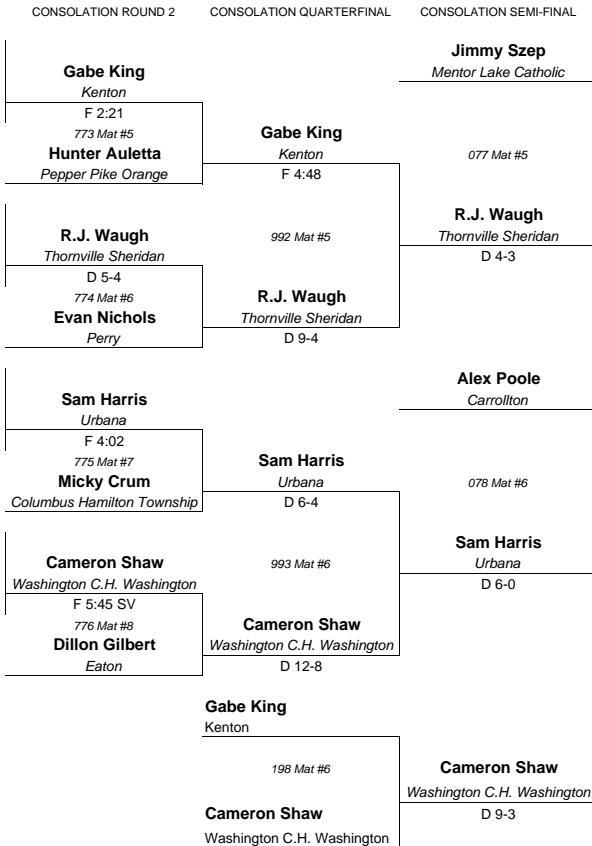 CONSOLATION ROUND 2
CONSOLATION QUARTERFINAL
CONSOLATION SEMI-FINAL
Gabe King
Kenton
F 2:21
773 Mat #5
Hunter Auletta
Pepper Pike Orange
R.J. Waugh
Thornville Sheridan
D 5-4
774 Mat #6
Evan Nichols
Perry
Sam Harris
Urbana
F 4:02
775 Mat #7
Micky Crum
Columbus Hamilton Township
Cameron Shaw
Washington C.H. Washington
F 5:45 SV
776 Mat #8
Dillon Gilbert
Eaton
Gabe King
Kenton
F 4:48
992 Mat #5
R.J. Waugh
Thornville Sheridan
D 9-4
Sam Harris
Urbana
D 6-4
993 Mat #6
Cameron Shaw
Washington C.H. Washington
D 12-8
Jimmy Szep
Mentor Lake Catholic
077 Mat #5
R.J. Waugh
Thornville Sheridan
D 4-3
Alex Poole
Carrollton
078 Mat #6
Sam Harris
Urbana
D 6-0
Gabe King
Kenton
198 Mat #6
Cameron Shaw
Washington C.H. Washington
Cameron Shaw
Washington C.H. Washington
D 9-3